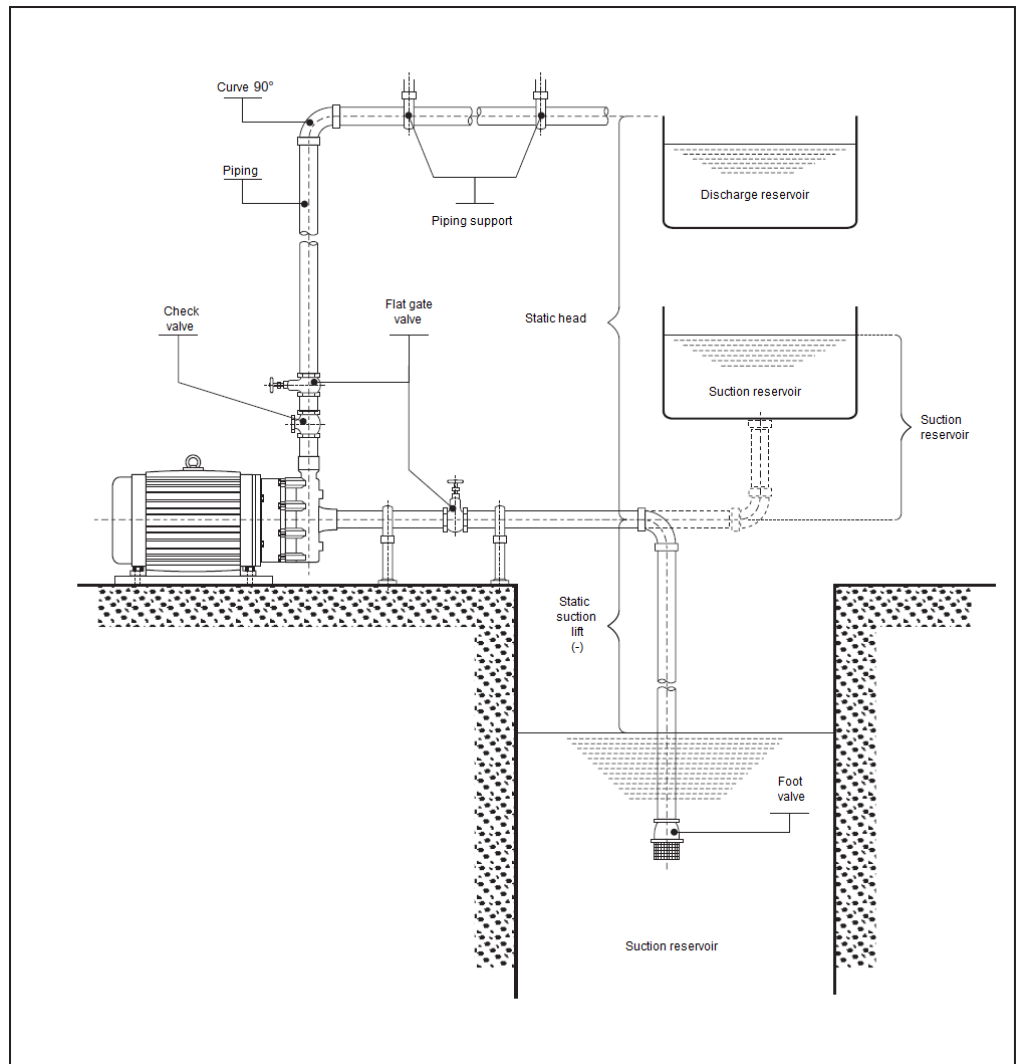 Curve 90°
Piping
Piping support
Discharge reservoir
Check
valve
Flat gate
valve
Static head
Suction reservoir
Suction
reservoir
Static
suction
lift
(-)
Foot
valve
Suction reservoir